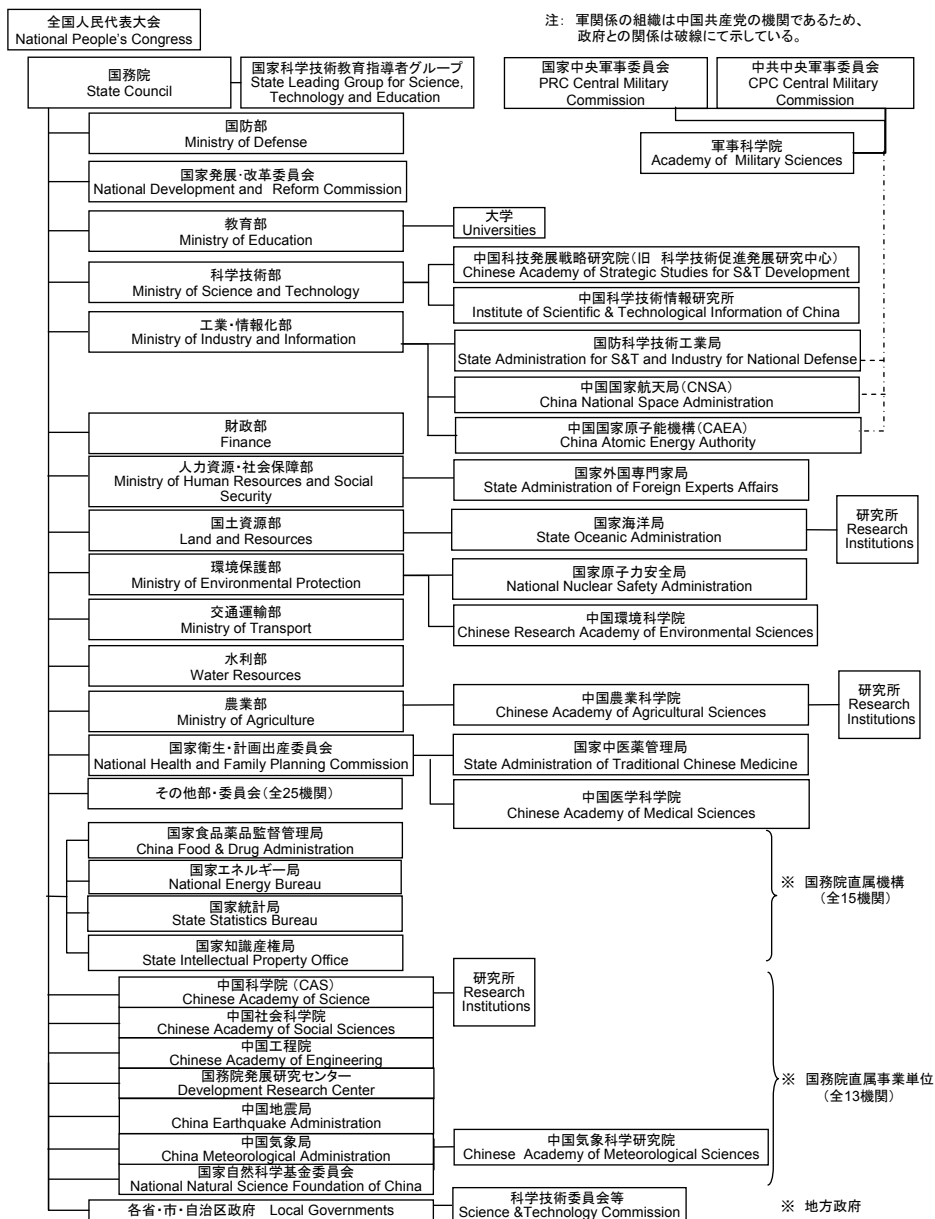 全国人民代表大会
National People's Congress
注： 軍関係の組織は中国共産党の機関であるため、
政府との関係は破線にて示している。
国務院
State Council
国家科学技術教育指導者グループ
State Leading Group for Science,
Technology and Education
国家中央軍事委員会
PRC Central Military
Commission
中共中央軍事委員会
CPC Central Military
Commission
国防部
Ministry of Defense
軍事科学院
Academy of Military Sciences
国家発展・改革委員会
National Development and Reform Commission
教育部
Ministry of Education
大学
Universities
科学技術部
Ministry of Science and Technology
中国科技発展戦略研究院（旧 科学技術促進発展研究中心）
Chinese Academy of Strategic Studies for S&T Development
中国科学技術情報研究所
Institute of Scientific & Technological Information of China
工業・情報化部
Ministry of Industry and Information
国防科学技術工業局
State Administration for S&T and Industry for National Defense
中国国家航天局（CNSA）
China National Space Administration
中国国家原子能機構（CAEA）
China Atomic Energy Authority
財政部
Finance
人力資源・社会保障部
Ministry of Human Resources and Social
Security
国家外国専門家局
State Administration of Foreign Experts Affairs
国土資源部
Land and Resources
国家海洋局
State Oceanic Administration
研究所
Research
Institutions
環境保護部
Ministry of Environmental Protection
国家原子力安全局
National Nuclear Safety Administration
中国環境科学院
Chinese Research Academy of Environmental Sciences
交通運輸部
Ministry of Transport
水利部
Water Resources
農業部
Ministry of Agriculture
中国農業科学院
Chinese Academy of Agricultural Sciences
研究所
Research
Institutions
国家衛生・計画出産委員会
National Health and Family Planning Commission
国家中医薬管理局
State Administration of Traditional Chinese Medicine
中国医学科学院
Chinese Academy of Medical Sciences
その他部・委員会（全25機関）
国家食品薬品監督管理局
China Food & Drug Administration
国家エネルギー局
National Energy Bureau
国家統計局
State Statistics Bureau
国家知識産権局
State Intellectual Property Office
※ 国務院直属機構
（全15機関）
中国科学院 （CAS）
Chinese Academy of Science
研究所
Research
Institutions
中国社会科学院
Chinese Academy of Social Sciences
中国工程院
Chinese Academy of Engineering
国務院発展研究センター
Development Research Center
中国地震局
China Earthquake Administration
中国気象局
China Meteorological Administration
中国気象科学研究院
Chinese Academy of Meteorological Sciences
国家自然科学基金委員会
National Natural Science Foundation of China
※ 国務院直属事業単位
（全13機関）
各省・市・自治区政府 Local Governments
科学技術委員会等
Science &Technology Commission
※ 地方政府